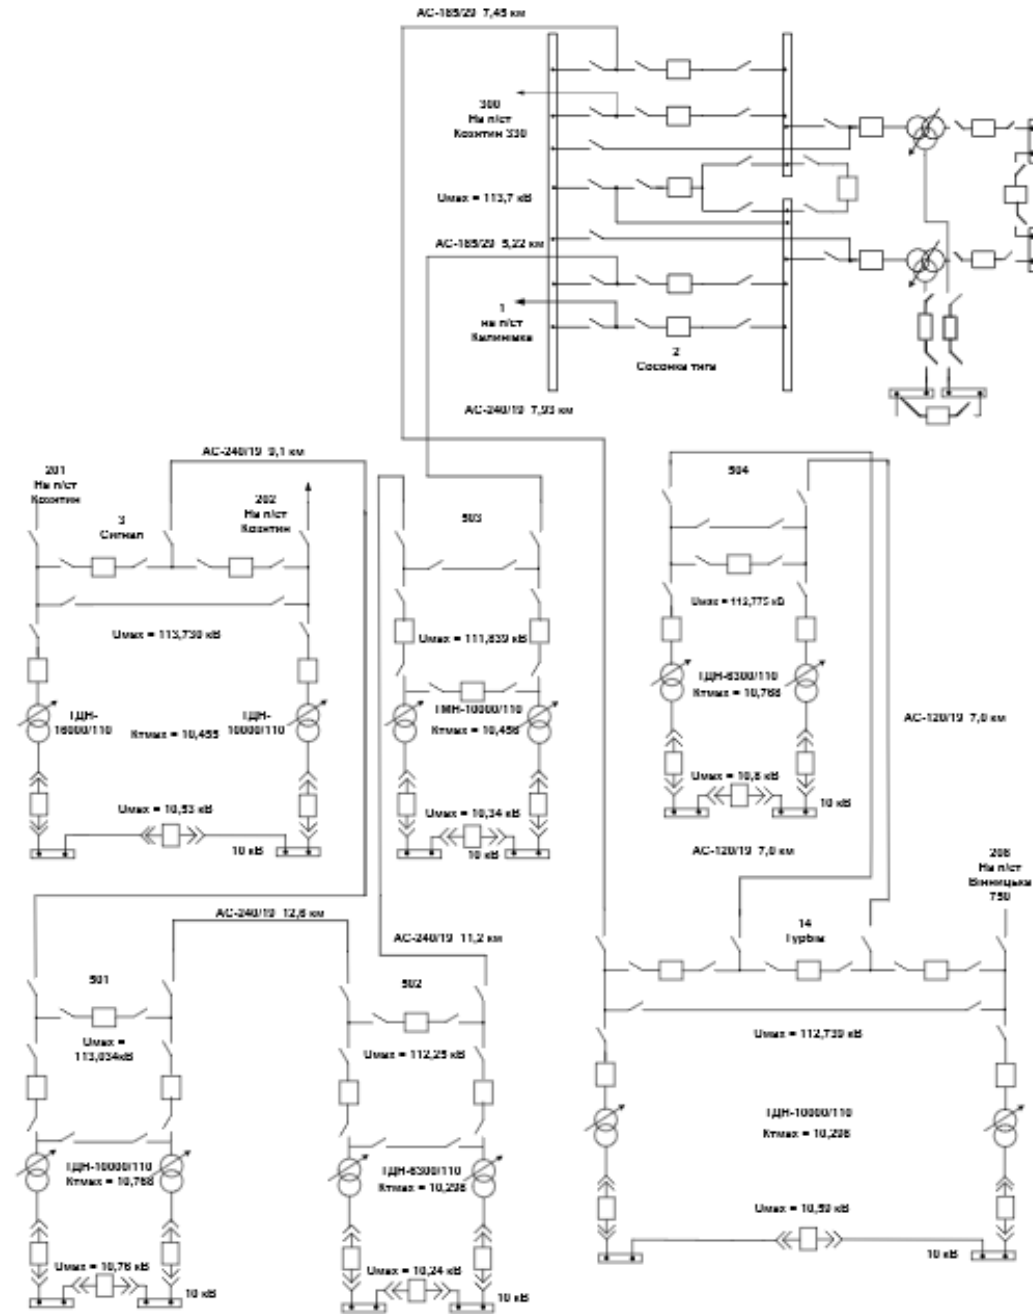 АС-185/29 7,45 км
300
На п/ст
Козятин 330
Uмах = 113,7 кВ
АС-185/29 5,22 км
1
на п/ст
Калинівка
2
Сосонка тяга
АС-240/19 7,93 км
АС-240/19 9,1 км
201
На п/ст
Козятин
202
На п/ст
Козятин
3
Сигнал
503
504
Uмах = 113,739 кВ
Uмах = 111,839 кВ
Uмах = 112,775 кВ
ТДН-
16000/110
Ктмах = 10,455
ТДН-
10000/110
ТМН-10000/110
Ктмах = 10,456
ТДН-6300/110
Ктмах = 10,768
АС-120/19 7,0 км
Uмах = 10,53 кВ
10 кВ
Uмах = 10,34 кВ
10 кВ
Uмах = 10,8 кВ
10 кВ
АС-120/19 7,0 км
206
На п/ст
Вінницька
750
АС-240/19 12,6 км
АС-240/19 11,2 км
14
Турбів
501
502
Uмах =
113,034кВ
Uмах = 112,25 кВ
Uмах = 112,739 кВ
ТДН-10000/110
Ктмах = 10,768
ТДН-6300/110
Ктмах = 10,298
ТДН-10000/110
Ктмах = 10,298
Uмах = 10,76 кВ
10 кВ
Uмах = 10,24 кВ
10 кВ
Uмах = 10,59 кВ
10 кВ